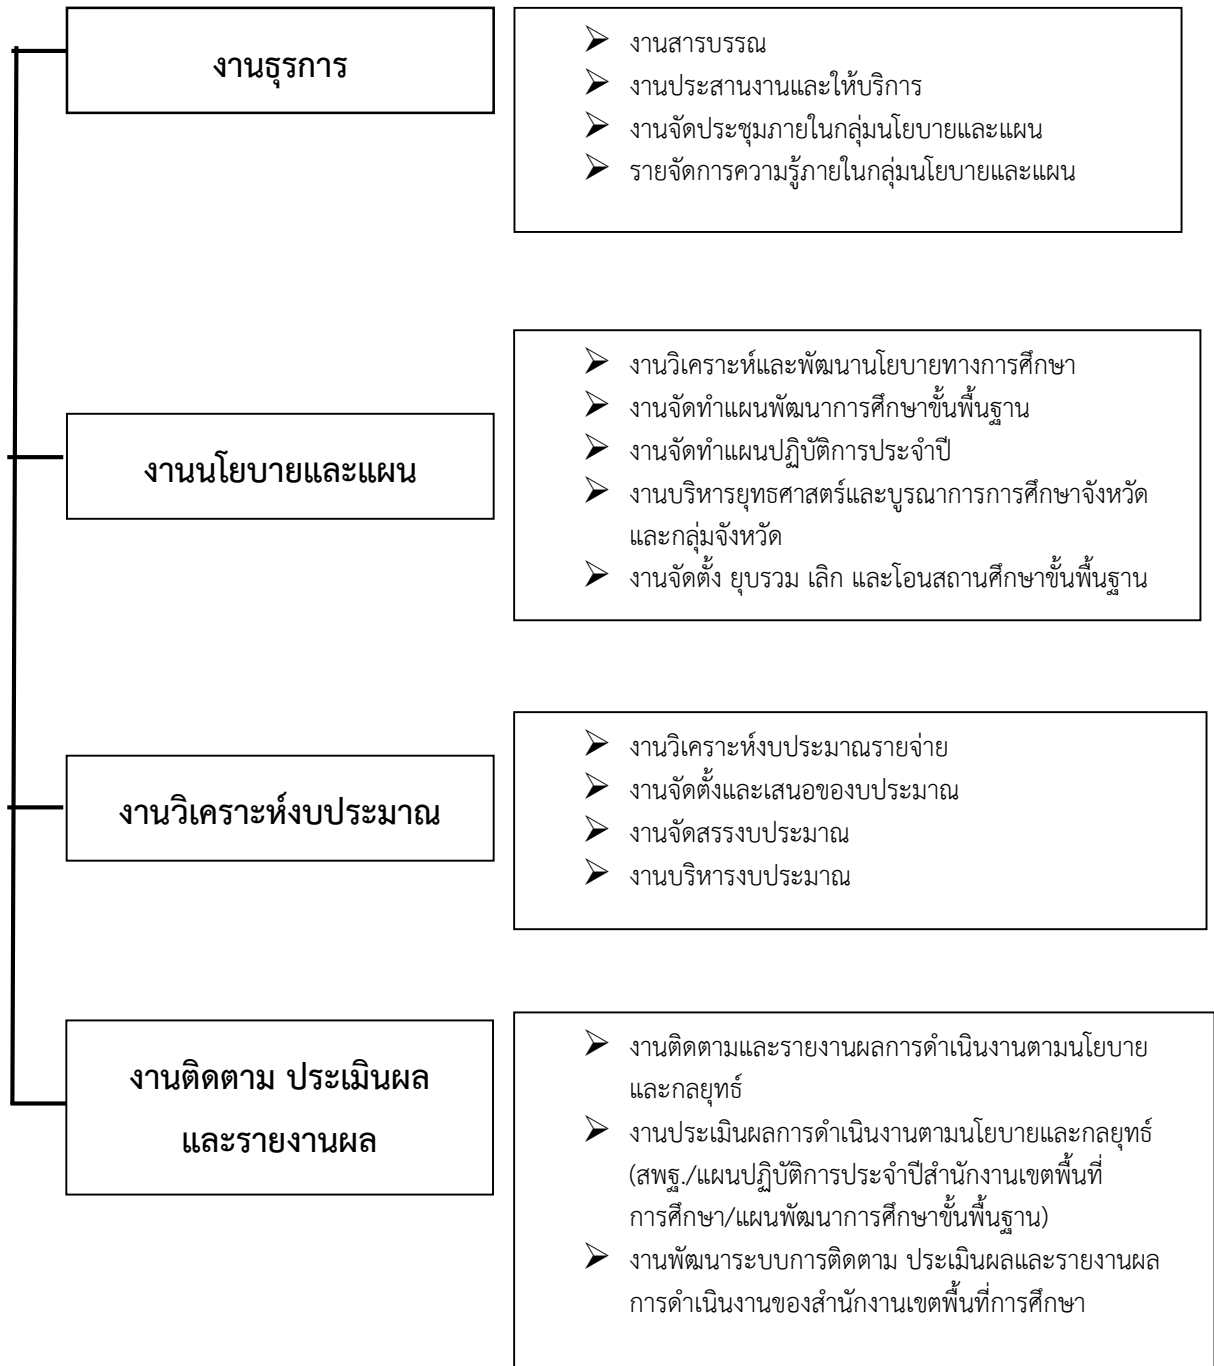 งานธุรการ
➢ งานสารบรรณ
➢ งานประสานงานและให้บริการ
➢ งานจัดประชุมภายในกลุ่มนโยบายและแผน
➢ รายจัดการความรู้ภายในกลุ่มนโยบายและแผน
งานนโยบายและแผน
➢ งานวิเคราะห์และพัฒนานโยบายทางการศึกษา
➢ งานจัดทำแผนพัฒนาการศึกษาขั้นพื้นฐาน
➢ งานจัดทำแผนปฏิบัติการประจำปี
➢ งานบริหารยุทธศาสตร์และบูรณาการการศึกษาจังหวัด
และกลุ่มจังหวัด
➢ งานจัดตั้ง ยุบรวม เลิก และโอนสถานศึกษาขั้นพื้นฐาน
งานวิเคราะห์งบประมาณ
➢ งานวิเคราะห์งบประมาณรายจ่าย
➢ งานจัดตั้งและเสนอของบประมาณ
➢ งานจัดสรรงบประมาณ
➢ งานบริหารงบประมาณ
งานติดตาม ประเมินผล
และรายงานผล
➢ งานติดตามและรายงานผลการดำเนินงานตามนโยบาย
และกลยุทธ์
➢ งานประเมินผลการดำเนินงานตามนโยบายและกลยุทธ์
(สพฐ./แผนปฏิบัติการประจำปีสำนักงานเขตพื้นที่
การศึกษา/แผนพัฒนาการศึกษาขั้นพื้นฐาน)
➢ งานพัฒนาระบบการติดตาม ประเมินผลและรายงานผล
การดำเนินงานของสำนักงานเขตพื้นที่การศึกษา